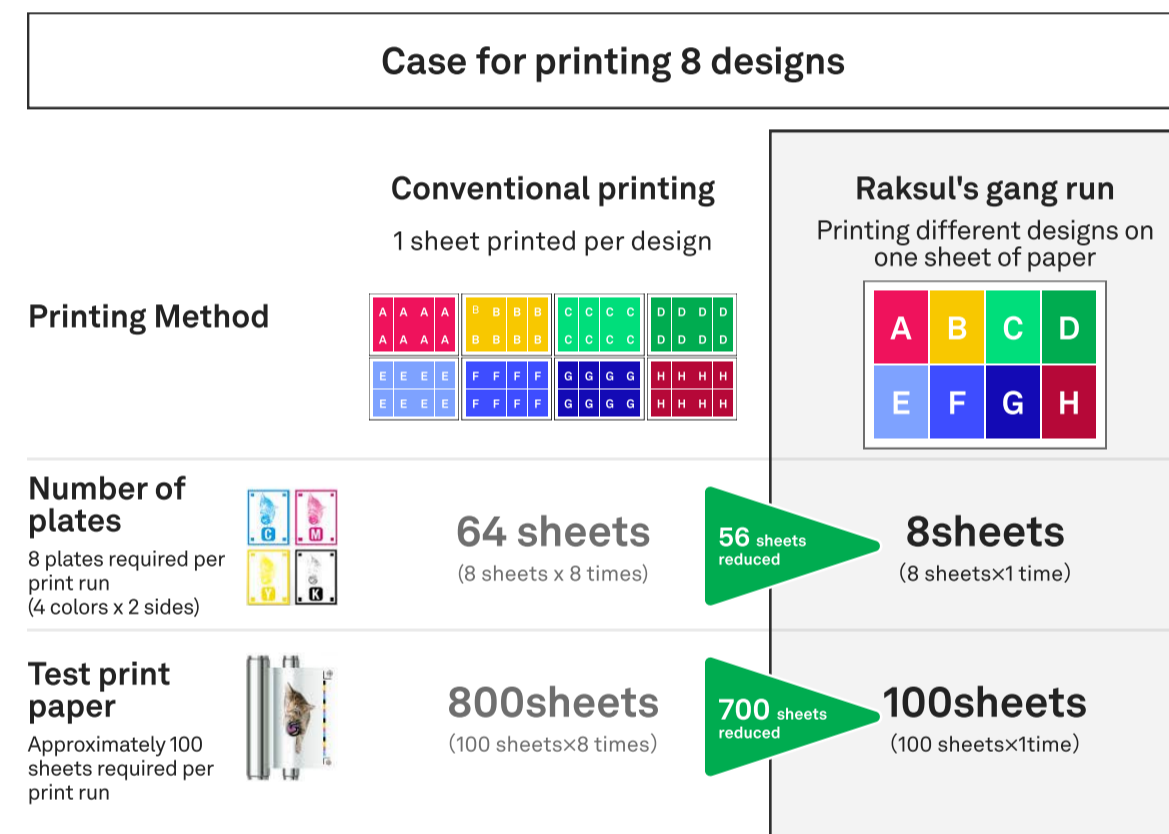 Case for printing 8 designs
Conventional printing
1 sheet printed per design
Raksul's gang run
Printing different designs on
one sheet of paper
Printing Method
A A A A B B B B C C C C D D D D
A A A A B B B B C C C C D D D D
E E E E F F F F G G G G H H H H
E E E E F F F F G G G G H H H H
A B C D
E F G H
Number of
plates
8 plates required per
print run
(4 colors x 2 sides)
C M
Y K
64 sheets
(8 sheets x 8 times)
56 sheets
reduced
8sheets
(8 sheets×1 time)
Test print
paper
Approximately 100
sheets required per
print run
800sheets
(100 sheets×8 times)
700 sheets
reduced
100sheets
(100 sheets×1time)